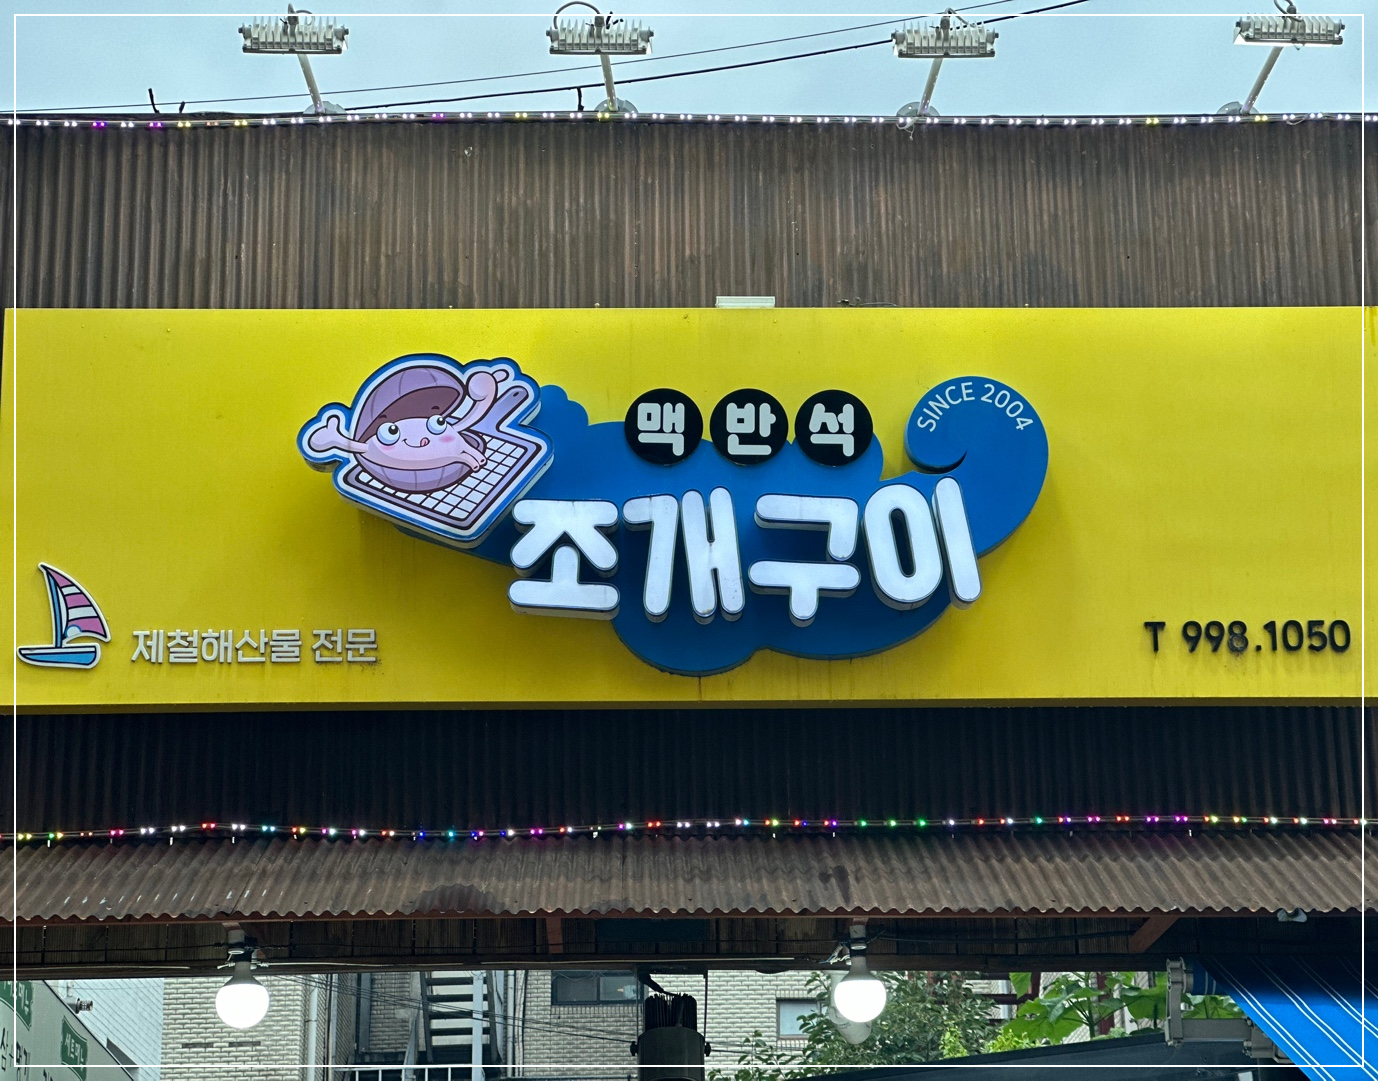 맥반석
SINCE 2004
조개구이
제철해산물 전문
T 998.1050